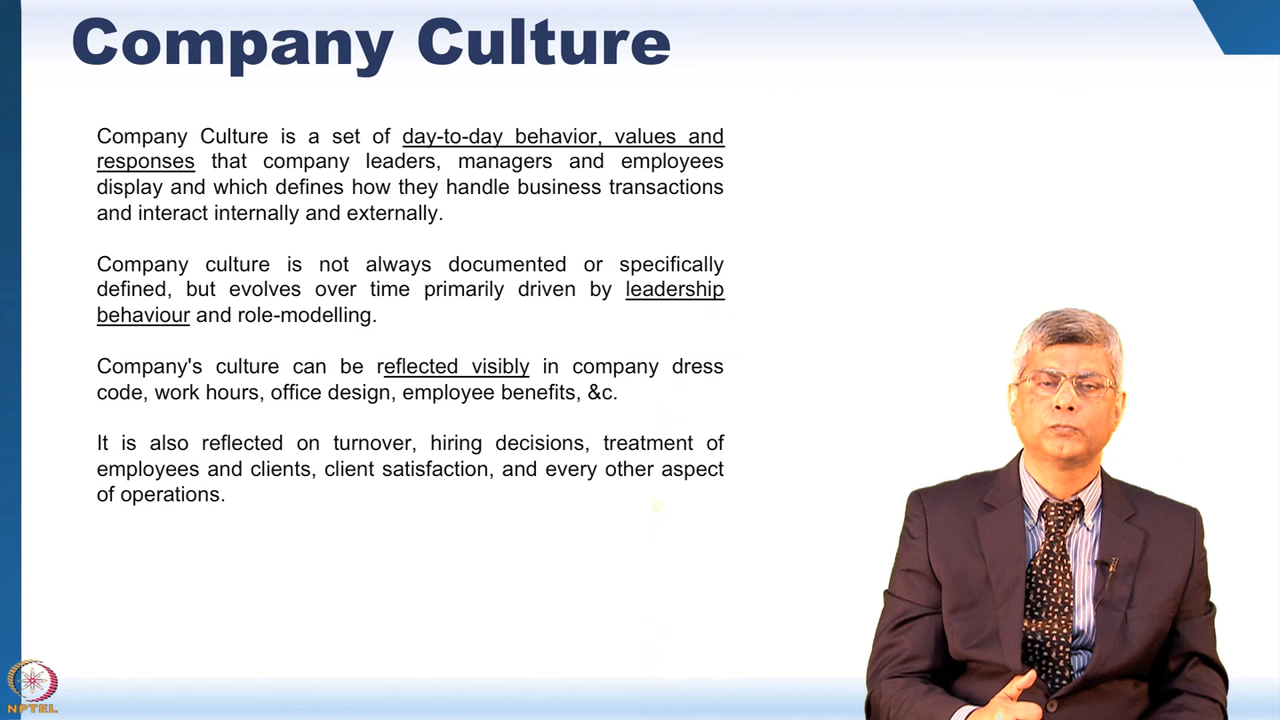 Company Culture
Company Culture is a set of day-to-day behavior, values and
responses that company leaders, managers and employees
display and which defines how they handle business transactions
and interact internally and externally.
Company culture is not always documented or specifically
defined, but evolves over time primarily driven by leadership
behaviour and role-modelling.
Company's culture can be reflected visibly in company dress
code, work hours, office design, employee benefits, &c.
It is also reflected on turnover, hiring decisions, treatment of
employees and clients, client satisfaction, and every other aspect
of operations.
NPTEL